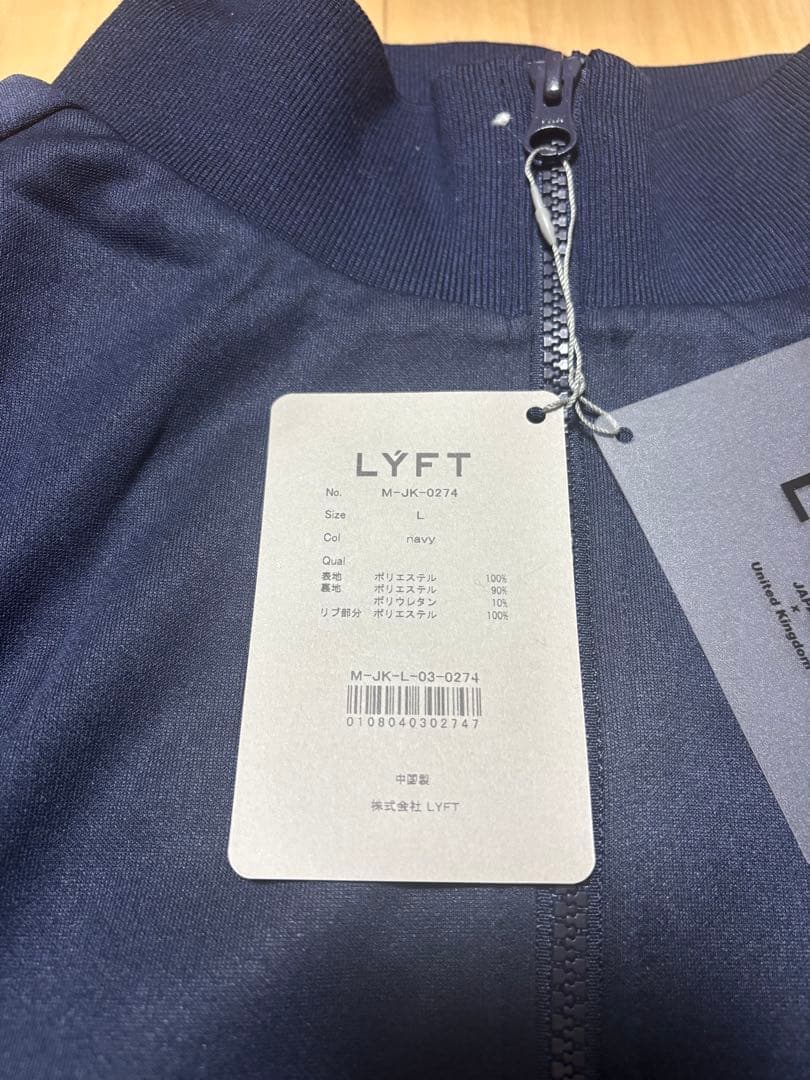 LÝFT
No. M-JK-0274
Size L
Col navy
Qual
表地 ポリエステル 100%
裏地 ポリエステル 90%
ポリウレタン 10%
リブ部分 ポリエステル 100%
M-JK-L-03-0274
0108040302747
中国製
株式会社 LYFT
×
United Kingdom